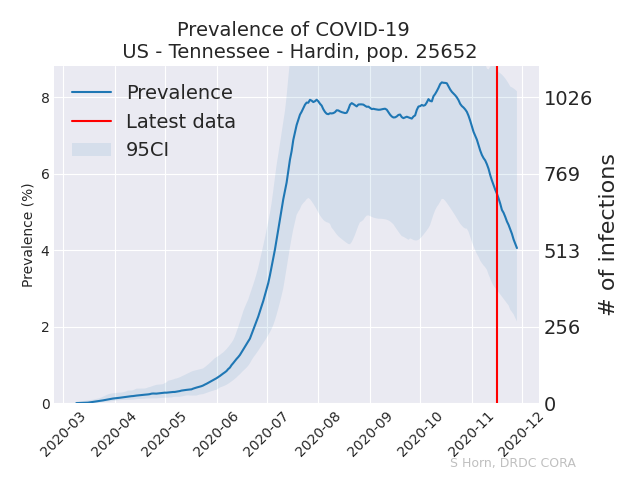 Prevalence of COVID-19
US - Tennessee - Hardin, pop. 25652
Prevalence
Latest data
95CI
Prevalence (%)
8
6
4
2
0
1026
769
513
256
0
# of infections
2020-03
2020-04
2020-05
2020-06
2020-07
2020-08
2020-09
2020-10
2020-11
2020-12
S Horn, DRDC CORA